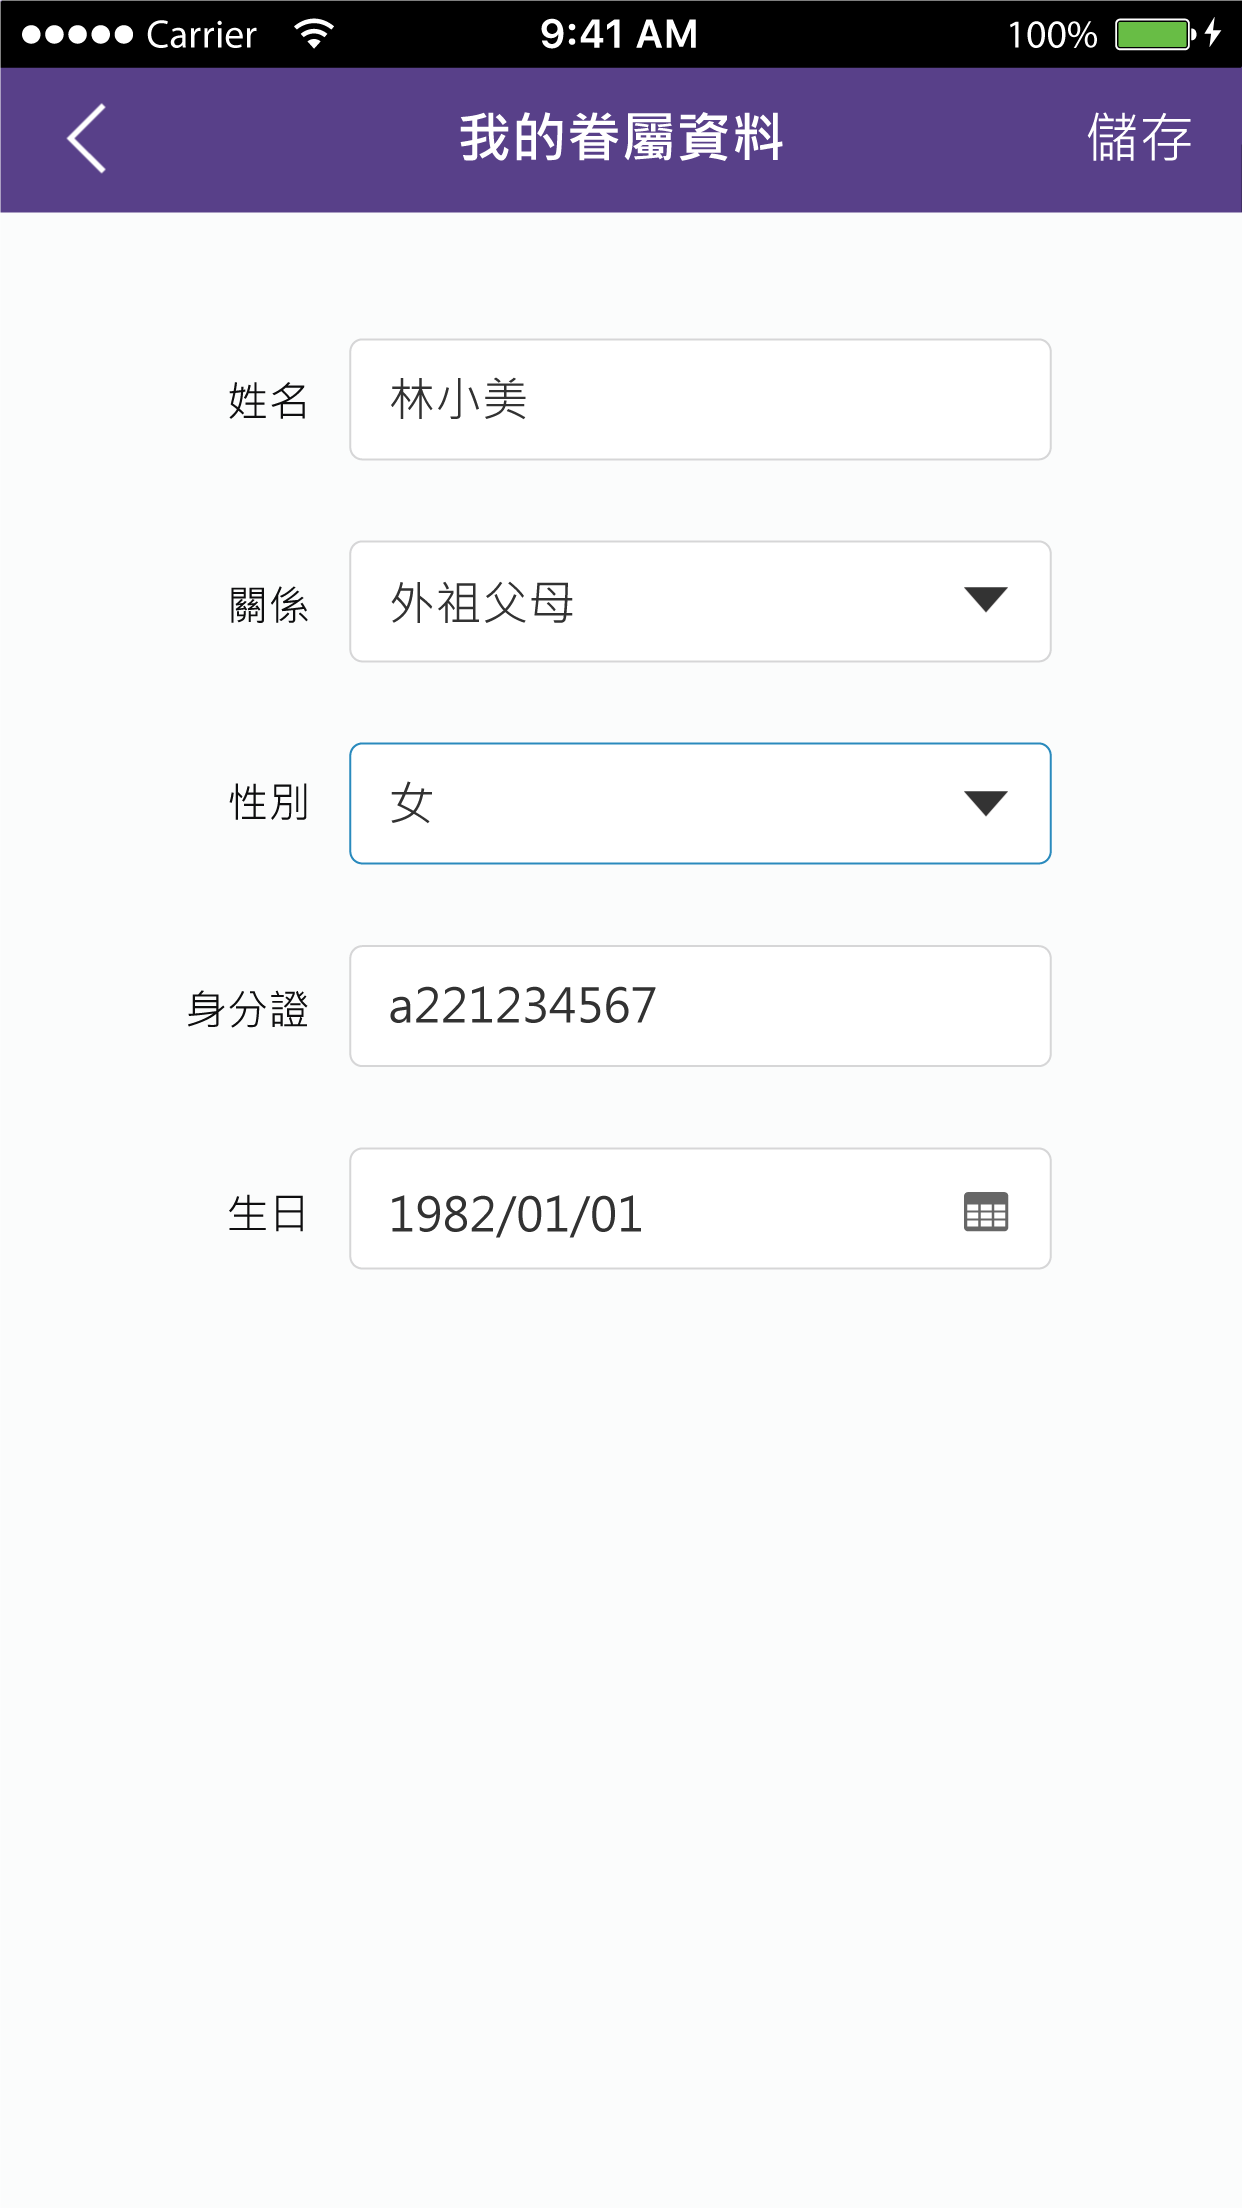 Carrier 9:41 AM 100%
我的眷屬資料 儲存
姓名 林小美
關係 外祖父母
性別 女
身分證 a221234567
生日 1982/01/01